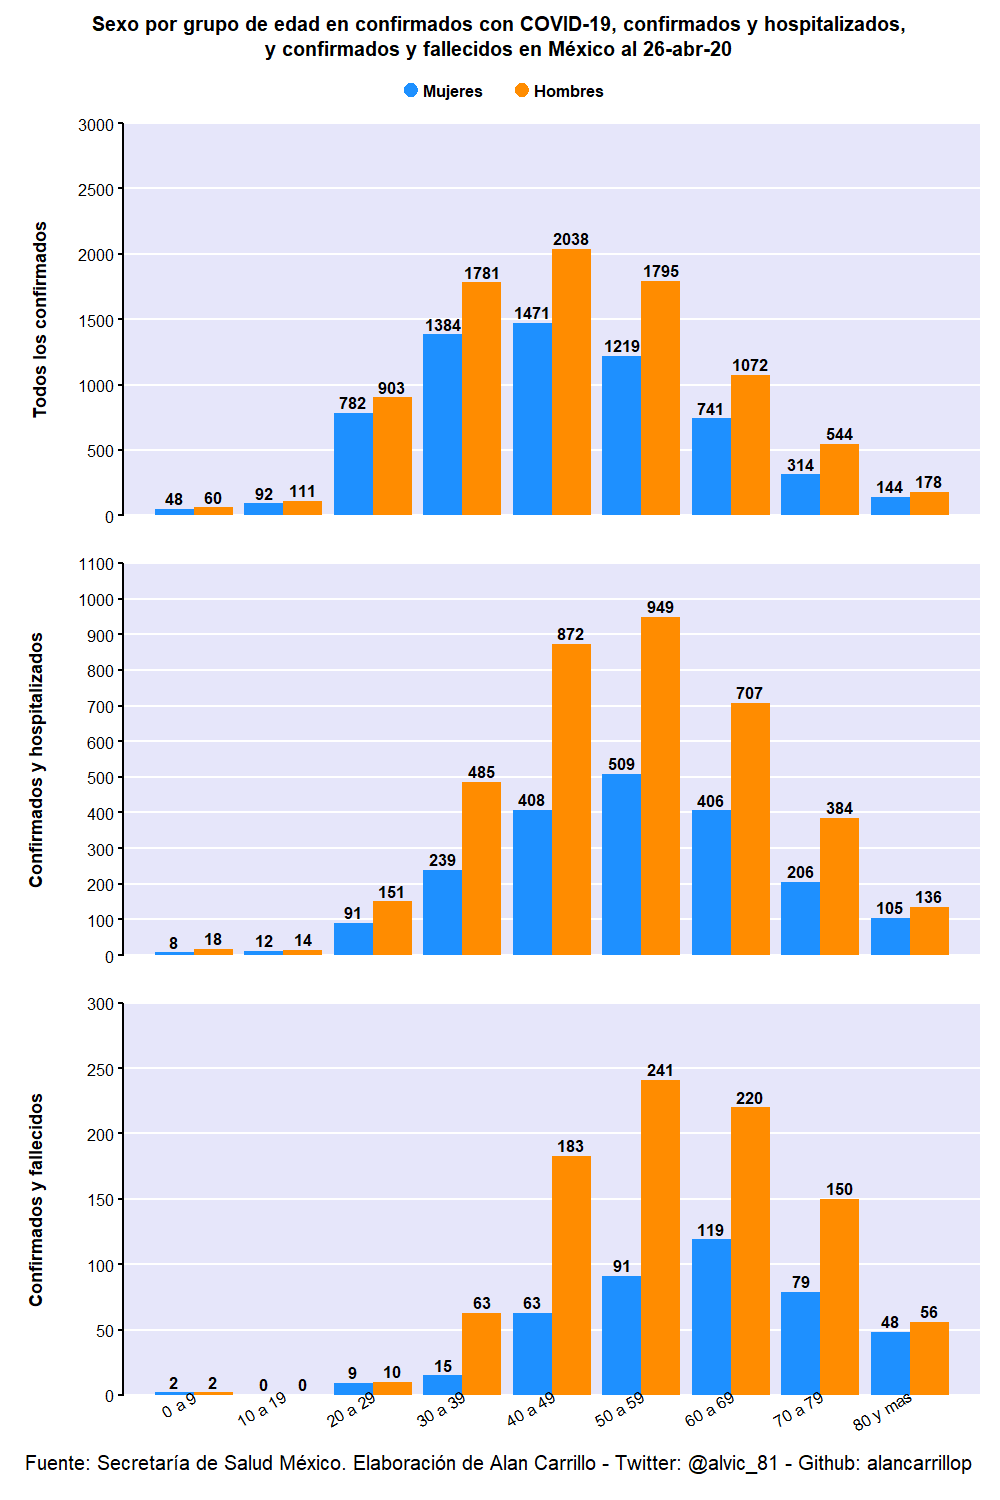 Sexo por grupo de edad en confirmados con COVID-19, confirmados y hospitalizados,
y confirmados y fallecidos en México al 26-abr-20
Mujeres Hombres
Todos los confirmados
3000
2500
2000
1500
1000
500
0
48 60 92 111 782 903 1384 1781 1471 2038 1219 1795 741 1072 314 544 144 178
Confirmados y hospitalizados
1100
1000
900
800
700
600
500
400
300
200
100
0
8 18 12 14 91 151 239 485 408 872 509 949 406 707 206 384 105 136
Confirmados y fallecidos
300
250
200
150
100
50
0
2 2 0 0 9 10 15 63 63 183 91 241 119 220 79 150 48 56
0 a 9 10 a 19 20 a 29 30 a 39 40 a 49 50 a 59 60 a 69 70 a 79 80 y mas
Fuente: Secretaría de Salud México. Elaboración de Alan Carrillo - Twitter: @alvic_81 - Github: alancarrillop